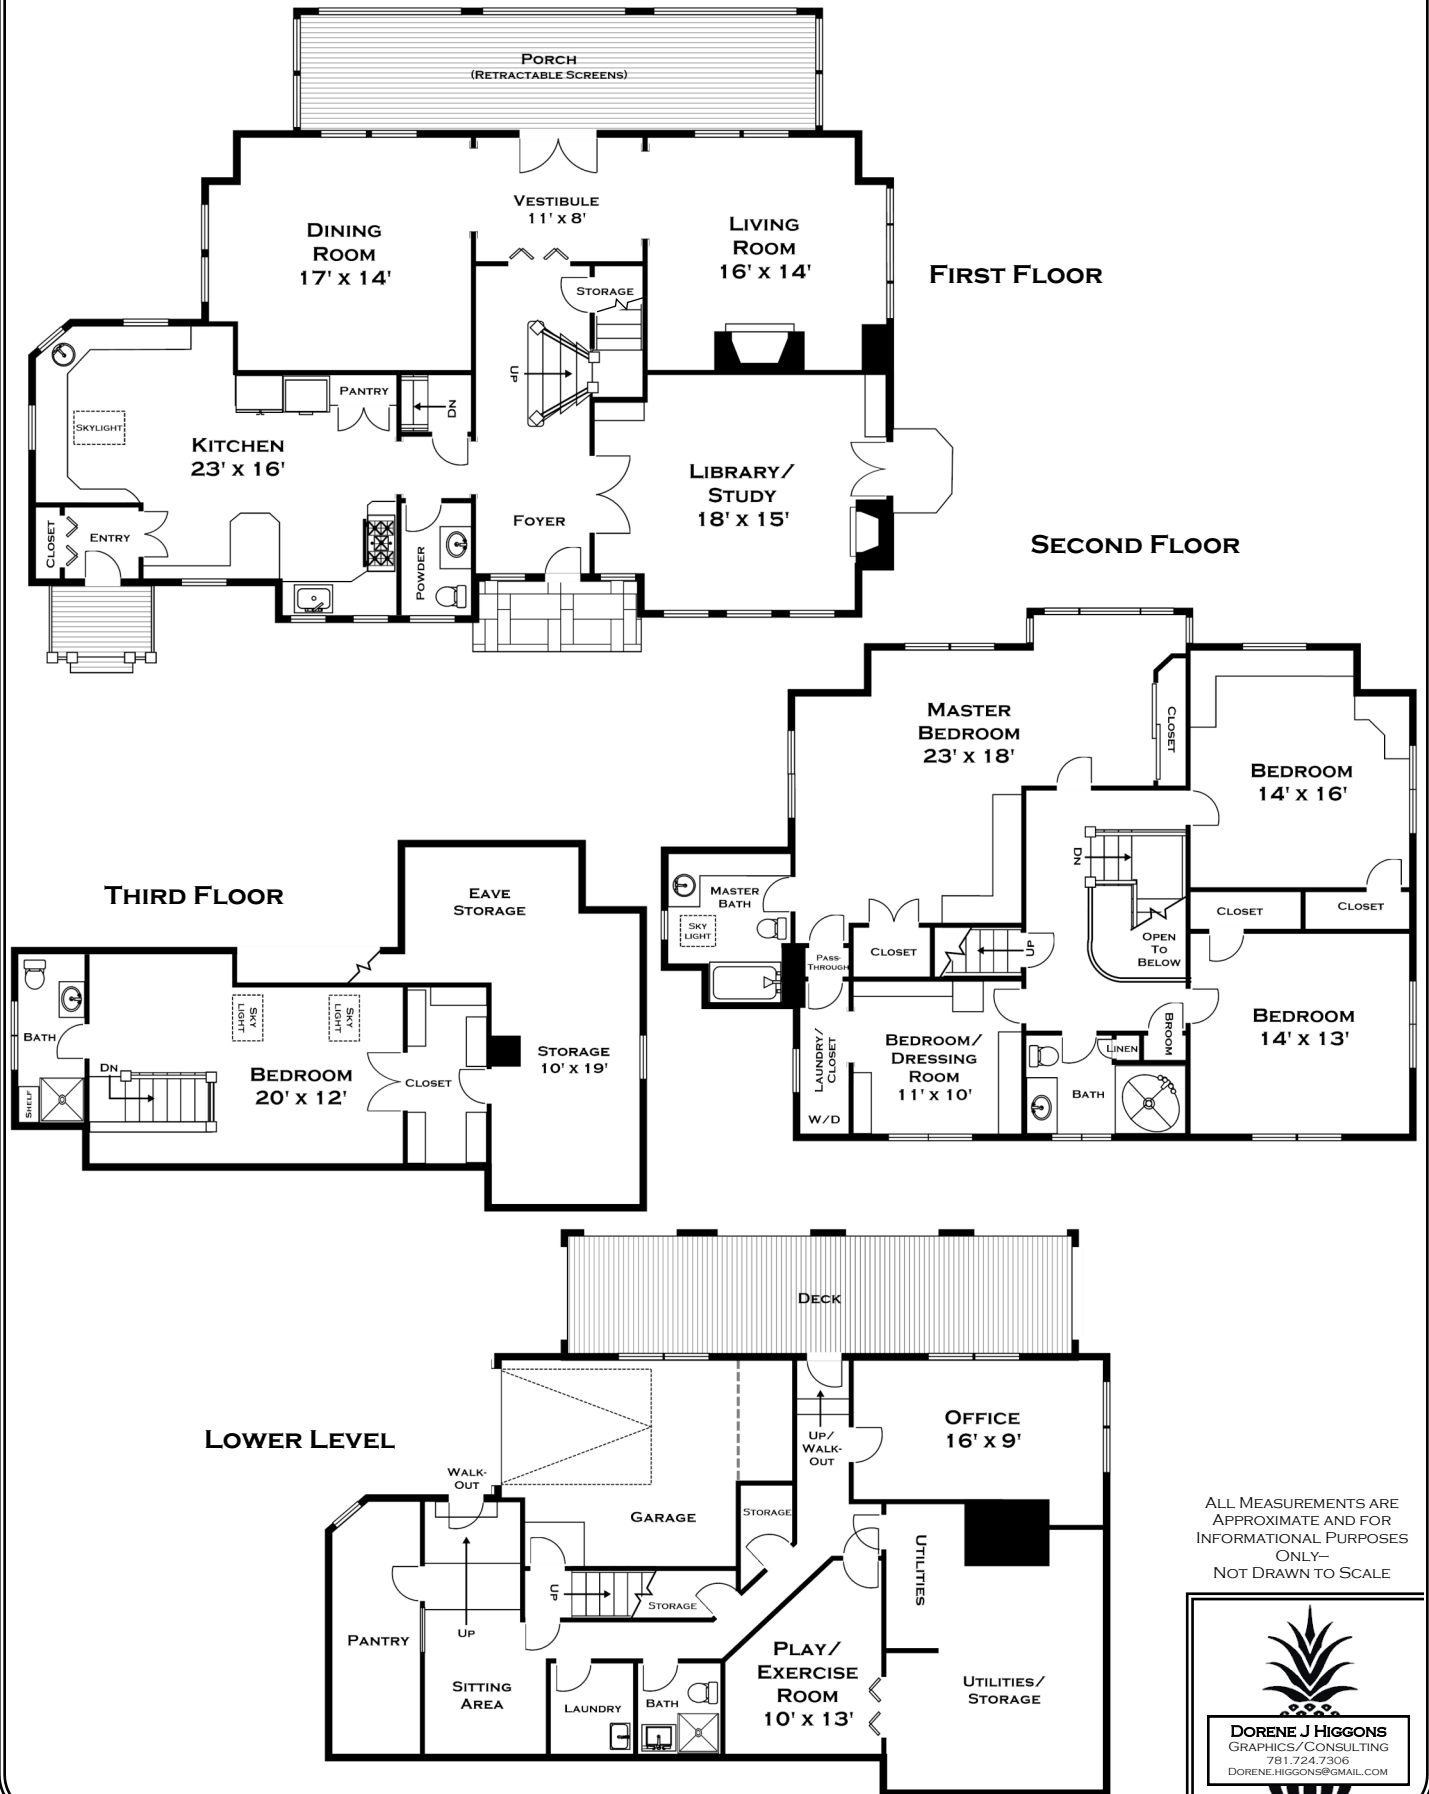 PORCH
(RETRACTABLE SCREENS)
VESTIBULE
11' X 8'
DINING
ROOM
17' X 14'
LIVING
ROOM
16' X 14'
FIRST FLOOR
STORAGE
UP
PANTRY
DN
SKYLIGHT
KITCHEN
23' X 16'
LIBRARY/
STUDY
18' X 15'
FOYER
CLOSET
ENTRY
POWDER
SECOND FLOOR
MASTER
BEDROOM
23' X 18'
CLOSET
BEDROOM
14' X 16'
DN
MASTER
BATH
SKY
LIGHT
CLOSET
CLOSET
OPEN
TO
BELOW
CLOSET
UP
PASS-
THROUGH
LAUNDRY/
CLOSET
W/D
BEDROOM/
DRESSING
ROOM
11' X 10'
BROOM
LINEN
BATH
BEDROOM
14' X 13'
THIRD FLOOR
EAVE
STORAGE
SKY
LIGHT
SKY
LIGHT
BATH
DN
SHELF
BEDROOM
20' X 12'
CLOSET
STORAGE
10' X 19'
DECK
LOWER LEVEL
WALK-
OUT
UP/
WALK-
OUT
OFFICE
16' X 9'
GARAGE
STORAGE
UTILITIES
UP
STORAGE
UP
PANTRY
SITTING
AREA
LAUNDRY
BATH
PLAY/
EXERCISE
ROOM
10' X 13'
UTILITIES/
STORAGE
ALL MEASUREMENTS ARE
APPROXIMATE AND FOR
INFORMATIONAL PURPOSES
ONLY–
NOT DRAWN TO SCALE
DORENE J HIGGONS
GRAPHICS/CONSULTING
781.724.7306
DORENE.HIGGONS@GMAIL.COM